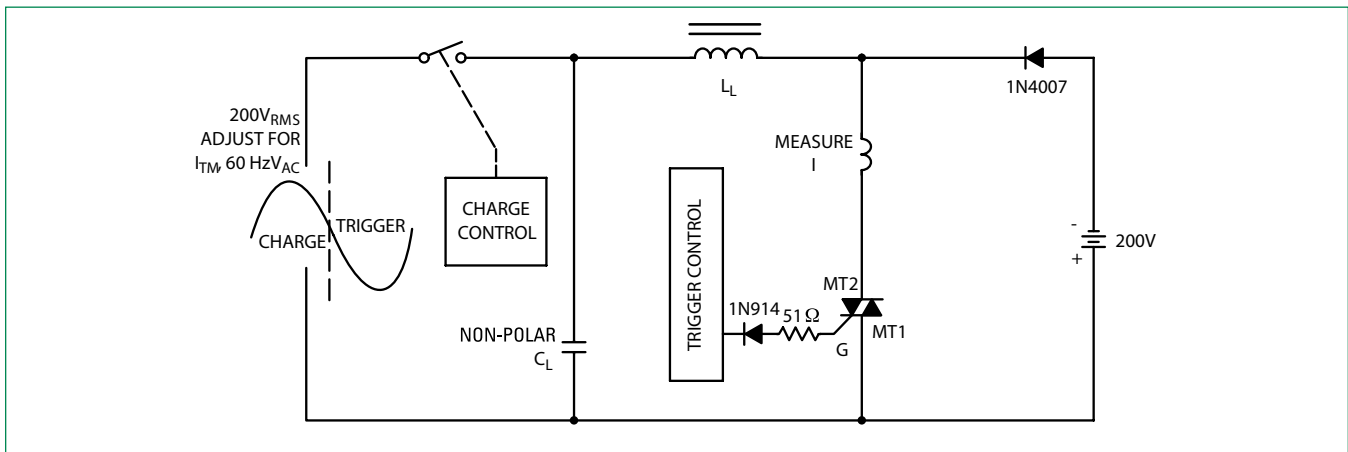 200V_RMS
ADJUST FOR
I_TM, 60 HzV_AC
CHARGE
TRIGGER
CHARGE
CONTROL
NON-POLAR
C_L
L_L
TRIGGER CONTROL
MEASURE
I
1N914
51 Ω
G
MT2
MT1
1N4007
-
+
200V